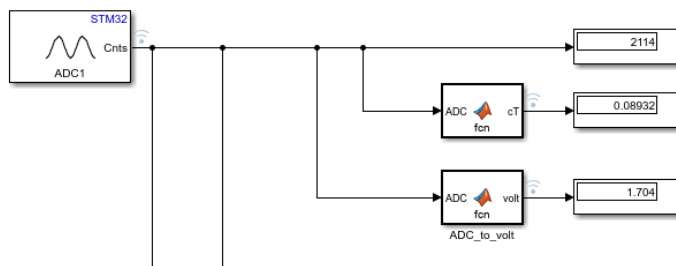 STM32
Cnts
ADC1
2114
ADC
cT
fcn
0.08932
ADC
volt
fcn
1.704
ADC_to_volt